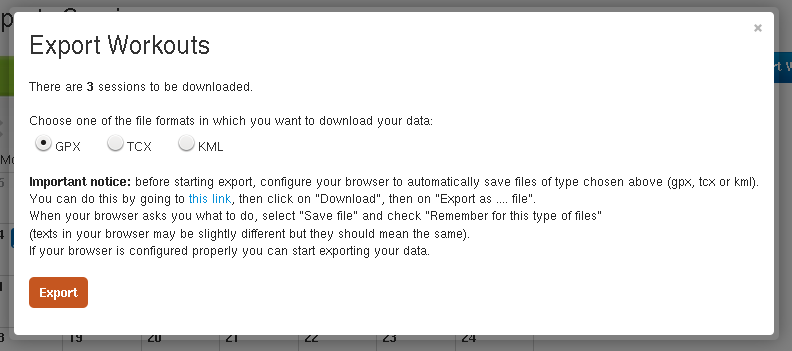 Export Workouts
×
There are 3 sessions to be downloaded.
Choose one of the file formats in which you want to download your data:
GPX TCX KML
Important notice: before starting export, configure your browser to automatically save files of type chosen above (gpx, tcx or kml).
You can do this by going to this link, then click on "Download", then on "Export as .... file".
When your browser asks you what to do, select "Save file" and check "Remember for this type of files"
(texts in your browser may be slightly different but they should mean the same).
If your browser is configured properly you can start exporting your data.
Export
19 20 21 22 23 24